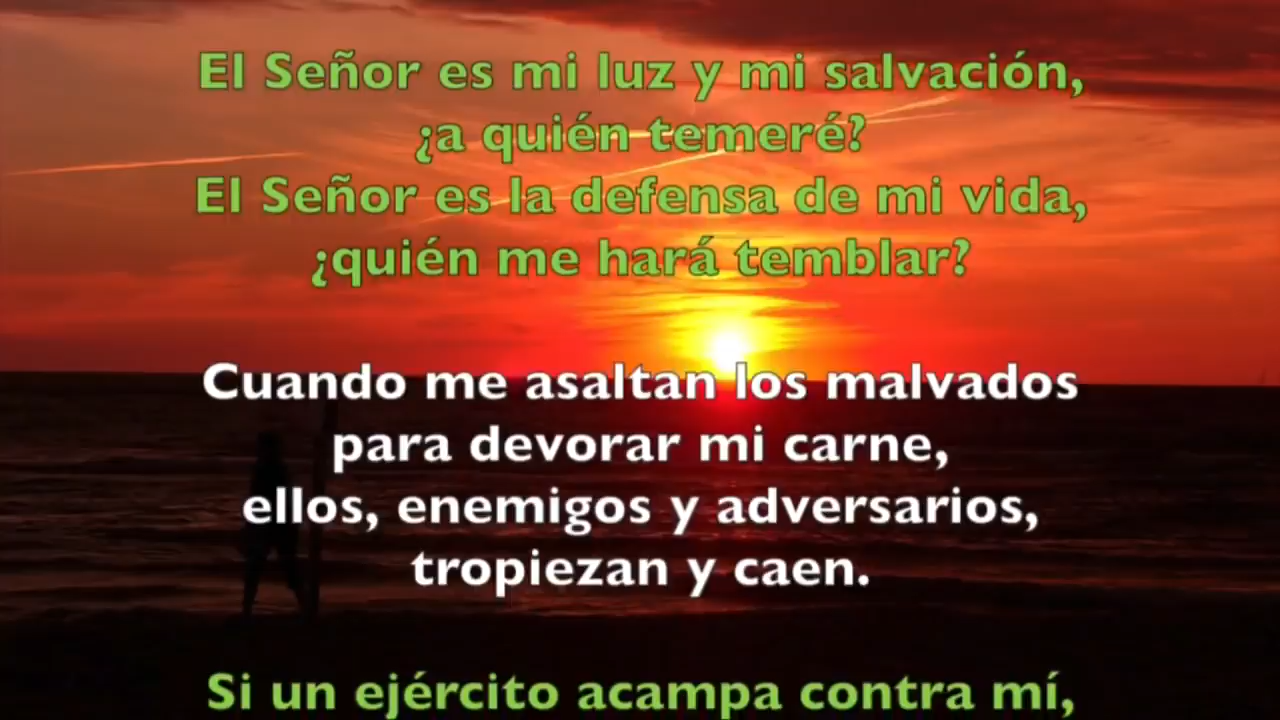 El Señor es mi luz y mi salvación,
¿a quién temeré?
El Señor es la defensa de mi vida,
¿quién me hará temblar?
Cuando me asaltan los malvados
para devorar mi carne,
ellos, enemigos y adversarios,
tropiezan y caen.
Si un ejército acampa contra mí,